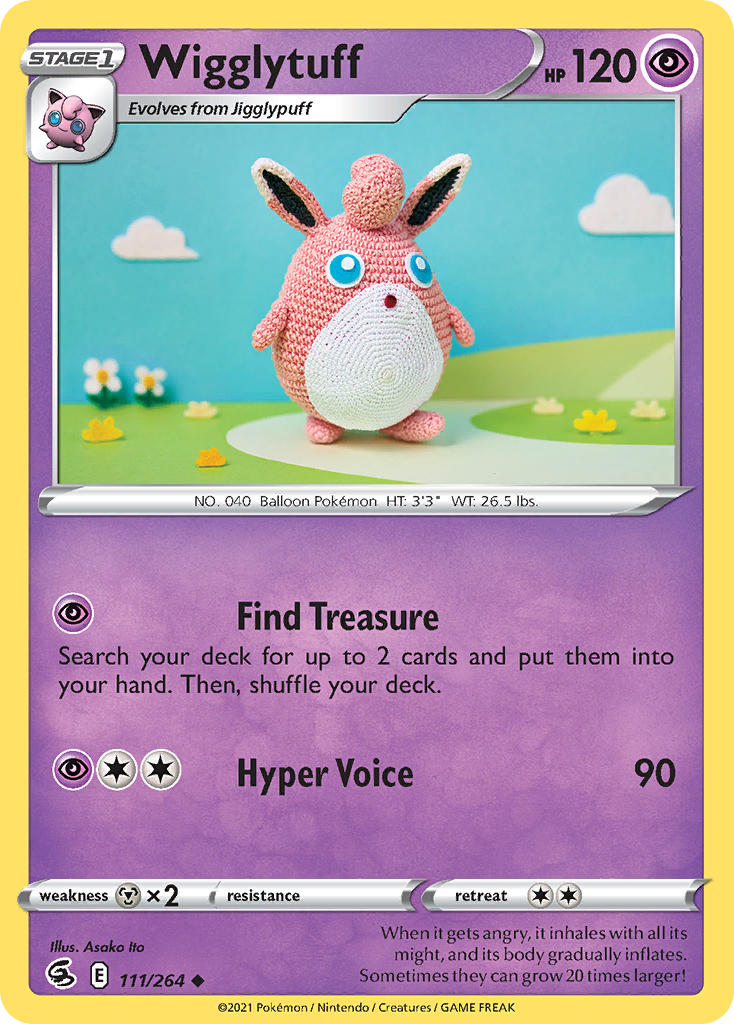 STAGE1 Wigglytuff HP 120
Evolves from Jigglypuff
NO. 040 Balloon Pokémon HT: 3'3" WT: 26.5 lbs.
Find Treasure
Search your deck for up to 2 cards and put them into
your hand. Then, shuffle your deck.
Hyper Voice 90
weakness ×2 resistance retreat
When it gets angry, it inhales with all its
might, and its body gradually inflates.
Sometimes they can grow 20 times larger!
Illus. Asako Ito
E 111/264
©2021 Pokémon / Nintendo / Creatures / GAME FREAK